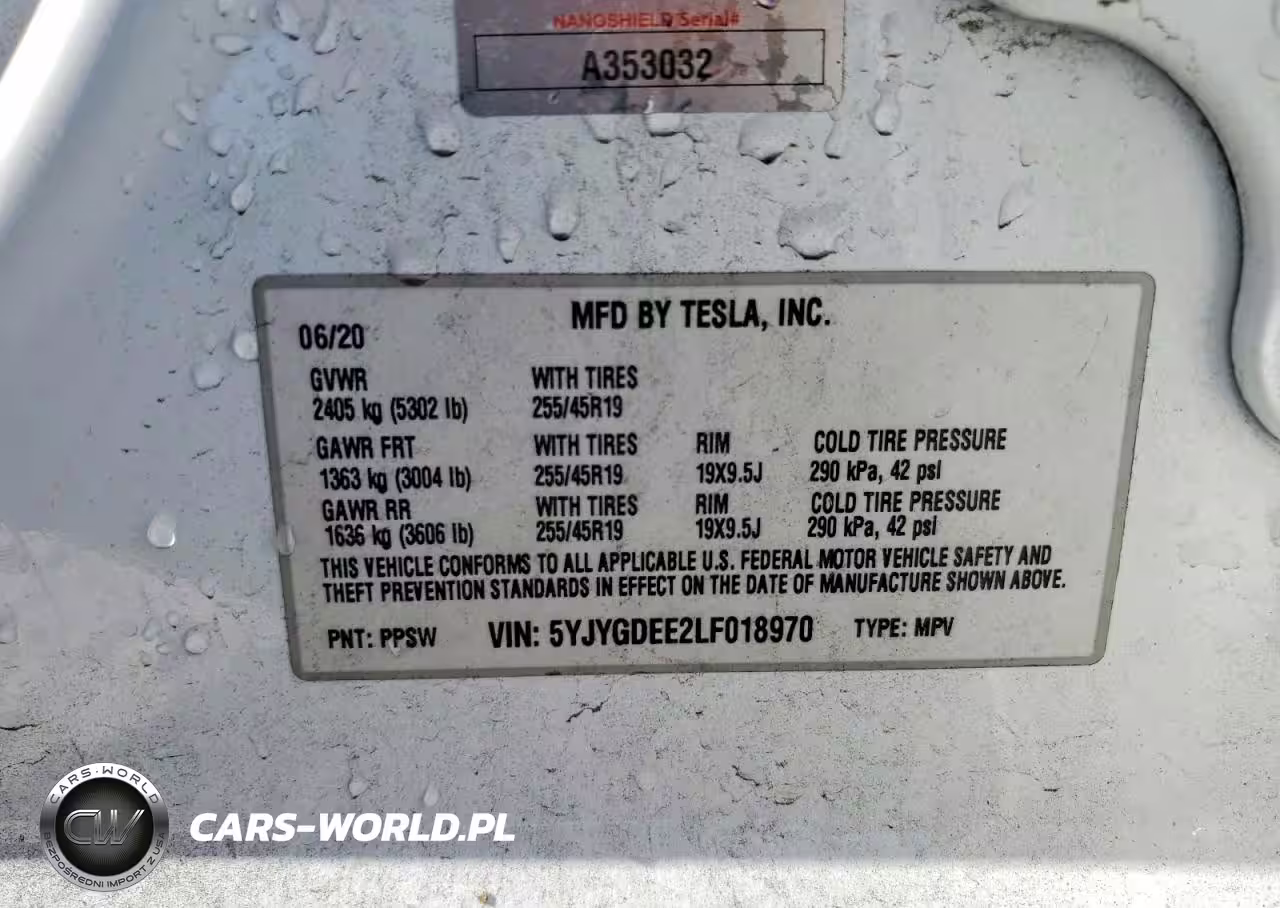 NANOSHIELD Serial#
A353032
MFD BY TESLA, INC.
06/20
GVWR WITH TIRES
2405 kg (5302 lb) 255/45R19
GAWR FRT WITH TIRES RIM COLD TIRE PRESSURE
1363 kg (3004 lb) 255/45R19 19X9.5J 290 kPa, 42 psi
GAWR RR WITH TIRES RIM COLD TIRE PRESSURE
1636 kg (3606 lb) 255/45R19 19X9.5J 290 kPa, 42 psi
THIS VEHICLE CONFORMS TO ALL APPLICABLE U.S. FEDERAL MOTOR VEHICLE SAFETY AND
THEFT PREVENTION STANDARDS IN EFFECT ON THE DATE OF MANUFACTURE SHOWN ABOVE.
PNT: PPSW VIN: 5YJYGDEE2LF018970 TYPE: MPV
CARS-WORLD
CW
BEZPOŚREDNI IMPORT Z USA
CARS-WORLD.PL